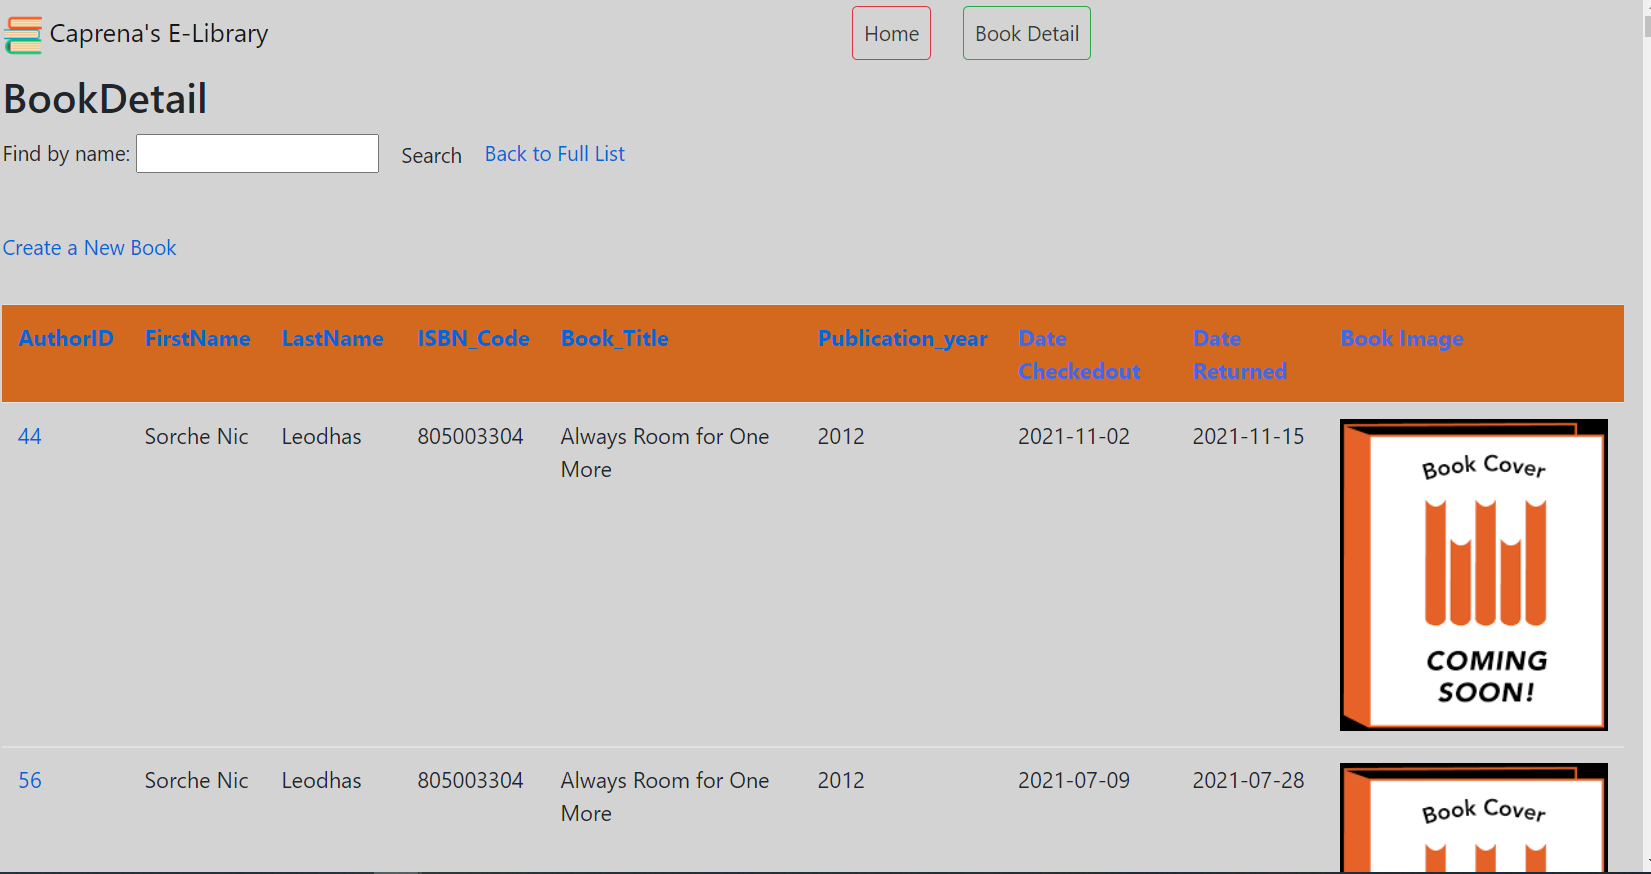 Caprena's E-Library
Home
Book Detail
BookDetail
Find by name:
Search
Back to Full List
Create a New Book
AuthorID FirstName LastName ISBN_Code Book_Title Publication_year Date Checkedout Date Returned Book Image
44 Sorche Nic Leodhas 805003304 Always Room for One More 2012 2021-11-02 2021-11-15
Book Cover
COMING
SOON!
56 Sorche Nic Leodhas 805003304 Always Room for One More 2012 2021-07-09 2021-07-28
Book Cover